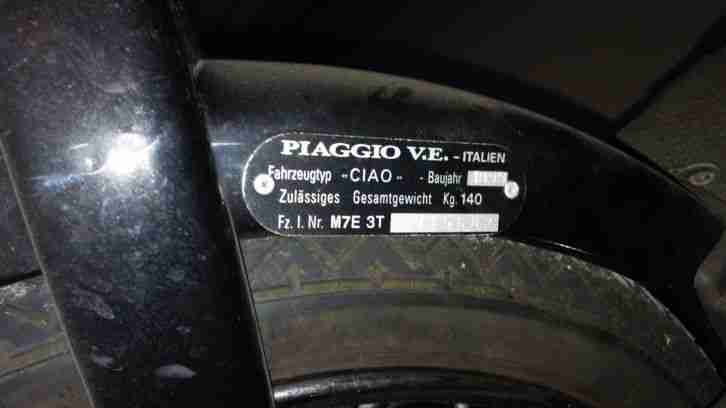 PIAGGIO V.E. - ITALIEN
Fahrzeugtyp «CIAO» - Baujahr
Zulässiges Gesamtgewicht Kg. 140
Fz. I. Nr. M7E 3T